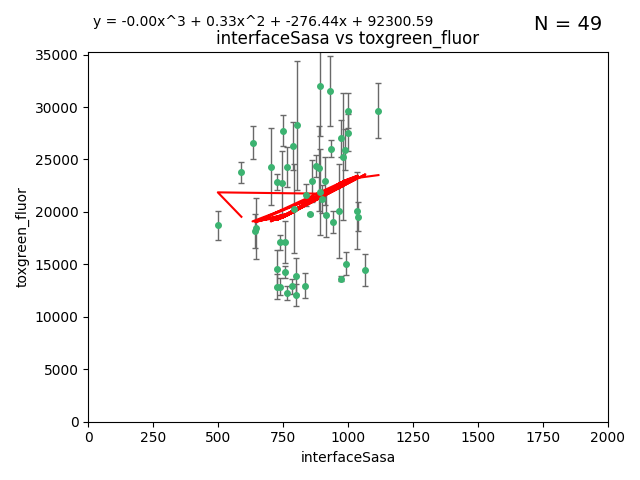 y = -0.00x^3 + 0.33x^2 + -276.44x + 92300.59
N = 49
interfaceSasa vs toxgreen_fluor
35000
30000
25000
20000
15000
10000
5000
0
toxgreen_fluor
0 250 500 750 1000 1250 1500 1750 2000
interfaceSasa